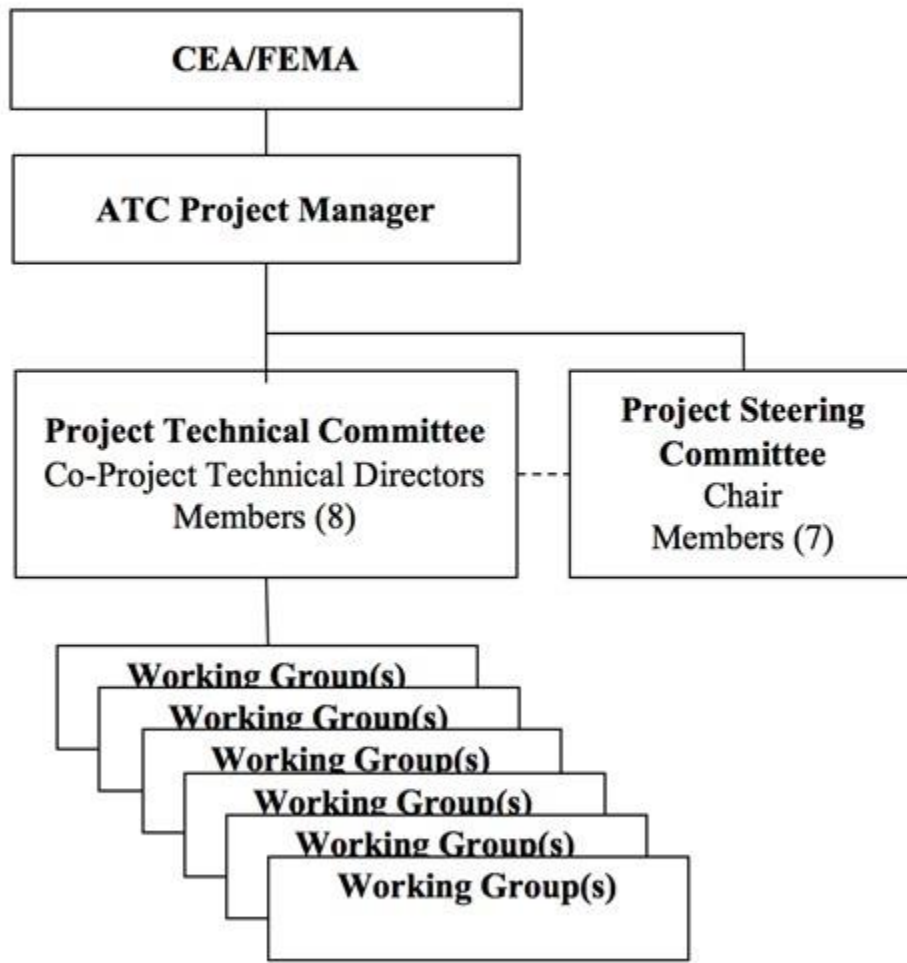 CEA/FEMA
ATC Project Manager
Project Technical Committee
Co-Project Technical Directors
Members (8)
Project Steering
Committee
Chair
Members (7)
Working Group(s)
Working Group(s)
Working Group(s)
Working Group(s)
Working Group(s)
Working Group(s)